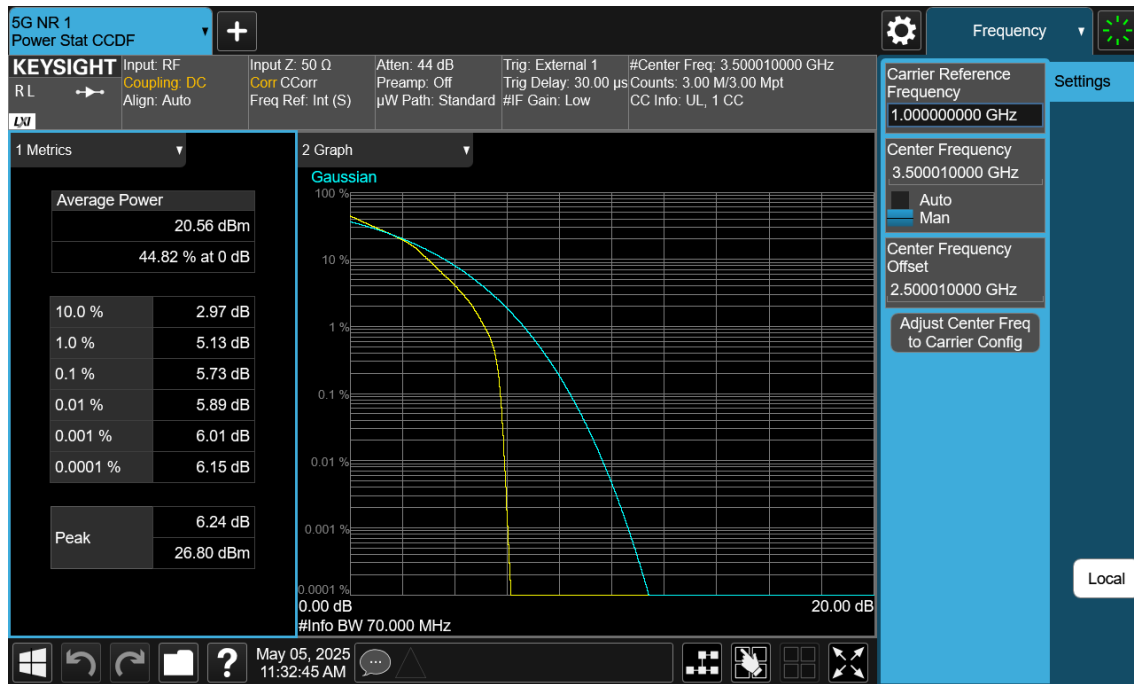 5G NR 1
Power Stat CCDF
+
Frequency
KEYSIGHT
RL
LXI
Input: RF
Coupling: DC
Align: Auto
Input Z: 50 Ω
Corr CCorr
Freq Ref: Int (S)
Atten: 44 dB
Preamp: Off
µW Path: Standard
Trig: External 1
Trig Delay: 30.00 µs
#IF Gain: Low
#Center Freq: 3.500010000 GHz
Counts: 3.00 M/3.00 Mpt
CC Info: UL, 1 CC
1 Metrics
Average Power
20.56 dBm
44.82 % at 0 dB
10.0 % 2.97 dB
1.0 % 5.13 dB
0.1 % 5.73 dB
0.01 % 5.89 dB
0.001 % 6.01 dB
0.0001 % 6.15 dB
Peak
6.24 dB
26.80 dBm
2 Graph
Gaussian
100 %
10 %
1 %
0.1 %
0.01 %
0.001 %
0.0001 %
0.00 dB 20.00 dB
#Info BW 70.000 MHz
Carrier Reference
Frequency
1.000000000 GHz
Center Frequency
3.500010000 GHz
Auto
Man
Center Frequency
Offset
2.500010000 GHz
Adjust Center Freq
to Carrier Config
Settings
Local
?
May 05, 2025
11:32:45 AM